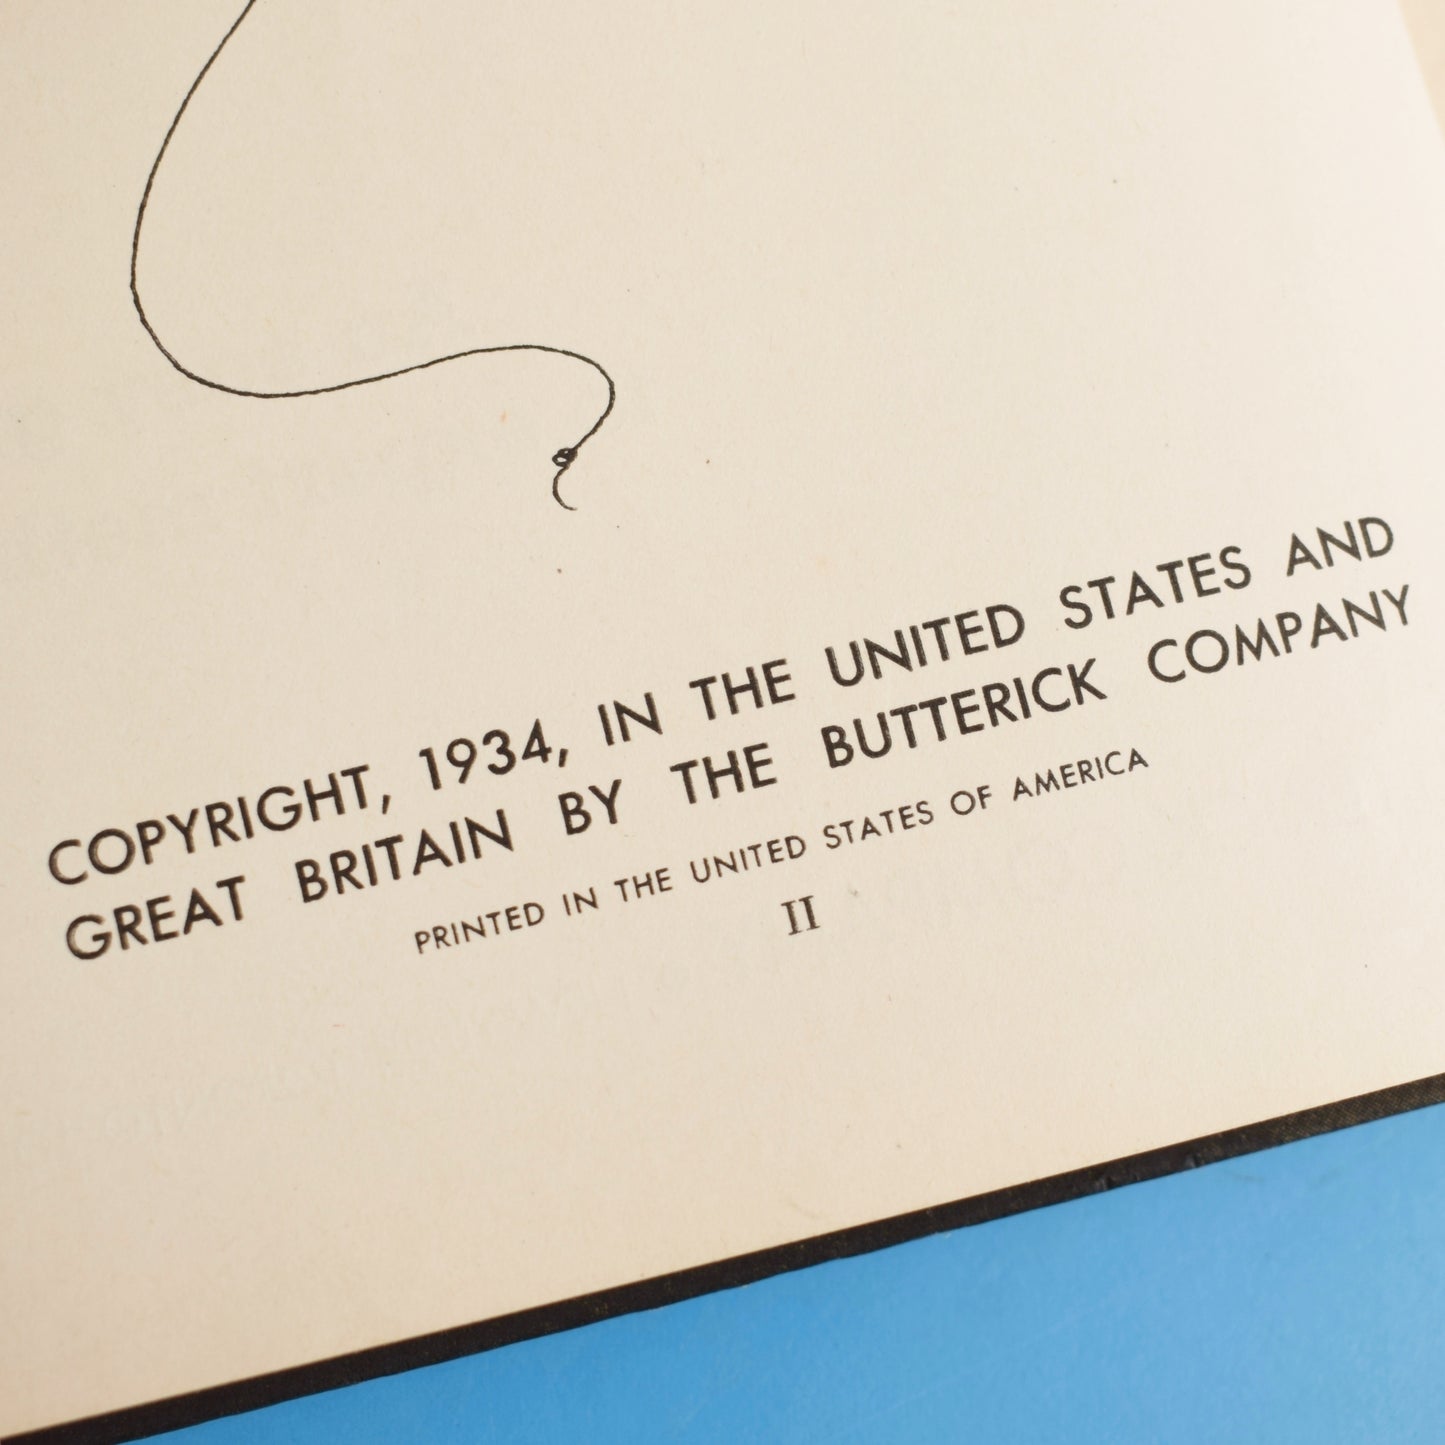 COPYRIGHT, 1934, IN THE UNITED STATES AND
GREAT BRITAIN BY THE BUTTERICK COMPANY
PRINTED IN THE UNITED STATES OF AMERICA
II